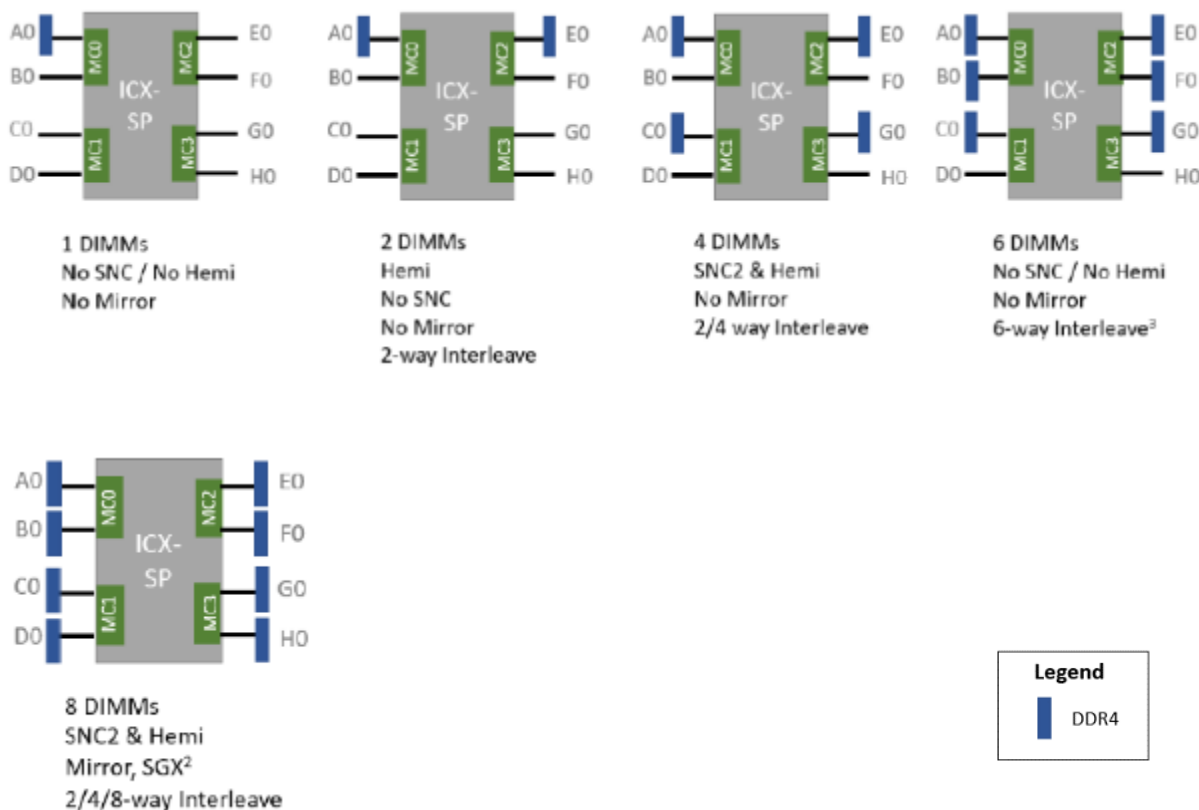 A0
B0
C0
D0
MC0
MC1
ICX-
SP
MC2
MC3
E0
F0
G0
H0
1 DIMMs
No SNC / No Hemi
No Mirror
A0
B0
C0
D0
MC0
MC1
ICX-
SP
MC2
MC3
E0
F0
G0
H0
2 DIMMs
Hemi
No SNC
No Mirror
2-way Interleave
A0
B0
C0
D0
MC0
MC1
ICX-
SP
MC2
MC3
E0
F0
G0
H0
4 DIMMs
SNC2 & Hemi
No Mirror
2/4 way Interleave
A0
B0
C0
D0
MC0
MC1
ICX-
SP
MC2
MC3
E0
F0
G0
H0
6 DIMMs
No SNC / No Hemi
No Mirror
6-way Interleave³
A0
B0
C0
D0
MC0
MC1
ICX-
SP
MC2
MC3
E0
F0
G0
H0
8 DIMMs
SNC2 & Hemi
Mirror, SGX²
2/4/8-way Interleave
Legend
DDR4